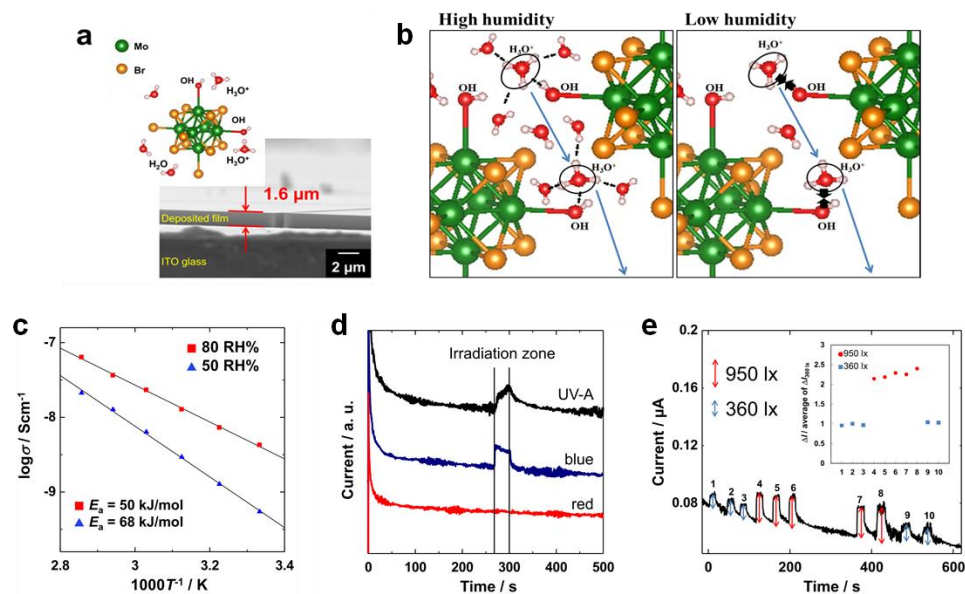 a
Mo
Br
OH
H₃O⁺
OH
H₂O
H₃O⁺
1.6 μm
Deposited film
ITO glass
2 μm
b
High humidity
Low humidity
H₃O⁺
OH
OH
H₃O⁺
OH
H₃O⁺
OH
OH
H₃O⁺
OH
c
-7
-9
logσ / Scm⁻¹
80 RH%
50 RH%
Eₐ = 50 kJ/mol
Eₐ = 68 kJ/mol
2.8 3.0 3.2 3.4
1000T⁻¹ / K
d
Current / a. u.
Irradiation zone
UV-A
blue
red
0 100 200 300 400 500
Time / s
e
0.2
0.16
0.12
0.08
Current / μA
950 lx
360 lx
ΔI / average of ΔI360 lx
3
2.5
2
1.5
1
0.5
0
950 lx
360 lx
1 2 3 4 5 6 7 8 9 10
1 2 3 4 5 6 7 8 9 10
0 200 400 600
Time / s